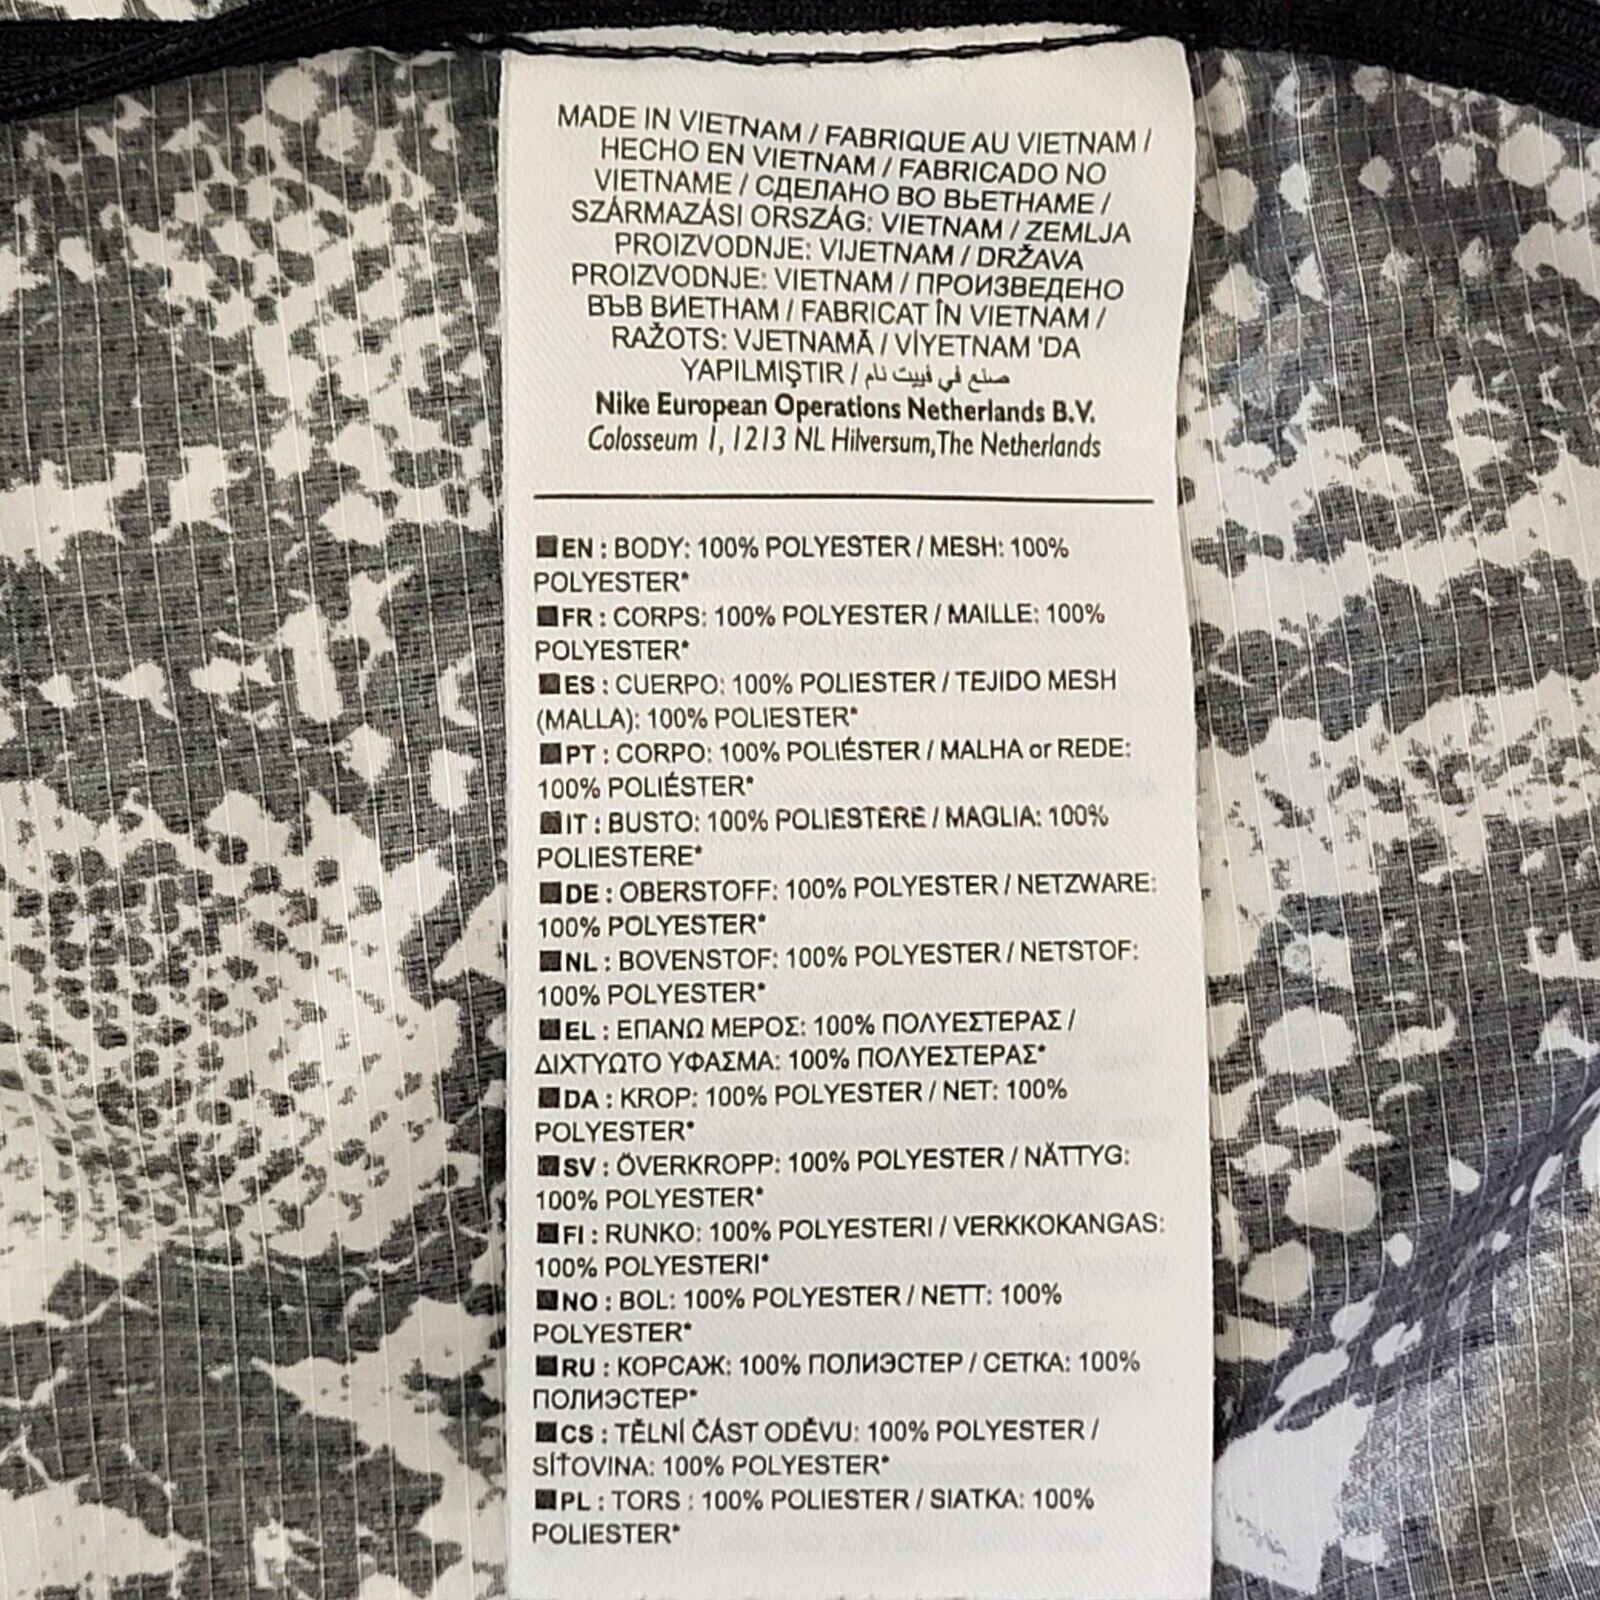 MADE IN VIETNAM / FABRIQUE AU VIETNAM /
HECHO EN VIETNAM / FABRICADO NO
VIETNAME / СДЕЛАНО ВО ВЬЕТНАМЕ /
SZÁRMAZÁSI ORSZÁG: VIETNAM / ZEMLJA
PROIZVODNJE: VIJETNAM / DRŽAVA
PROIZVODNJE: VIETNAM / ПРОИЗВЕДЕНО
ВЪВ ВИЕТНАМ / FABRICAT ÎN VIETNAM /
RAŽOTS: VJETNAMĀ / VİYETNAM 'DA
YAPILMIŞTIR / صنع في فييت نام
Nike European Operations Netherlands B.V.
Colosseum 1, 1213 NL Hilversum, The Netherlands
EN : BODY: 100% POLYESTER / MESH: 100%
POLYESTER*
FR : CORPS: 100% POLYESTER / MAILLE: 100%
POLYESTER*
ES : CUERPO: 100% POLIESTER / TEJIDO MESH
(MALLA): 100% POLIESTER*
PT : CORPO: 100% POLIÉSTER / MALHA or REDE:
100% POLIÉSTER*
IT : BUSTO: 100% POLIESTERE / MAGLIA: 100%
POLIESTERE*
DE : OBERSTOFF: 100% POLYESTER / NETZWARE:
100% POLYESTER*
NL : BOVENSTOF: 100% POLYESTER / NETSTOF:
100% POLYESTER*
EL : ΕΠΑΝΩ ΜΕΡΟΣ: 100% ΠΟΛΥΕΣΤΕΡΑΣ /
ΔΙΧΤΥΩΤΟ ΥΦΑΣΜΑ: 100% ΠΟΛΥΕΣΤΕΡΑΣ*
DA : KROP: 100% POLYESTER / NET: 100%
POLYESTER*
SV : ÖVERKROPP: 100% POLYESTER / NÄTTYG:
100% POLYESTER*
FI : RUNKO: 100% POLYESTERI / VERKKOKANGAS:
100% POLYESTERI*
NO : BOL: 100% POLYESTER / NETT: 100%
POLYESTER*
RU : КОРСАЖ: 100% ПОЛИЭСТЕР / СЕТКА: 100%
ПОЛИЭСТЕР*
CS : TĚLNÍ ČÁST ODĚVU: 100% POLYESTER /
SÍŤOVINA: 100% POLYESTER*
PL : TORS : 100% POLIESTER / SIATKA: 100%
POLIESTER*